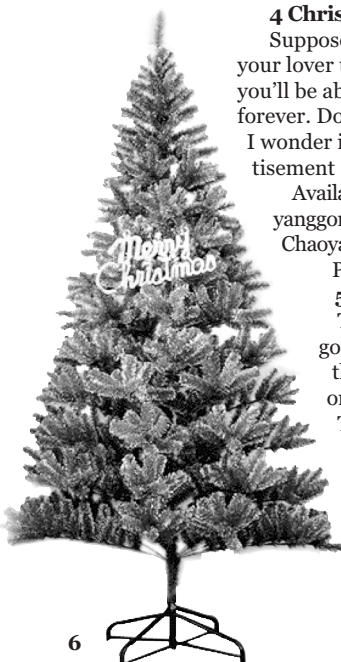 4 Chris
Suppose
your lover u
you'll be ab
forever. Do
I wonder i
tisement
Availa
yanggon
Chaoya
P
5
T
go
th
or
T
Merry
Christmas
6